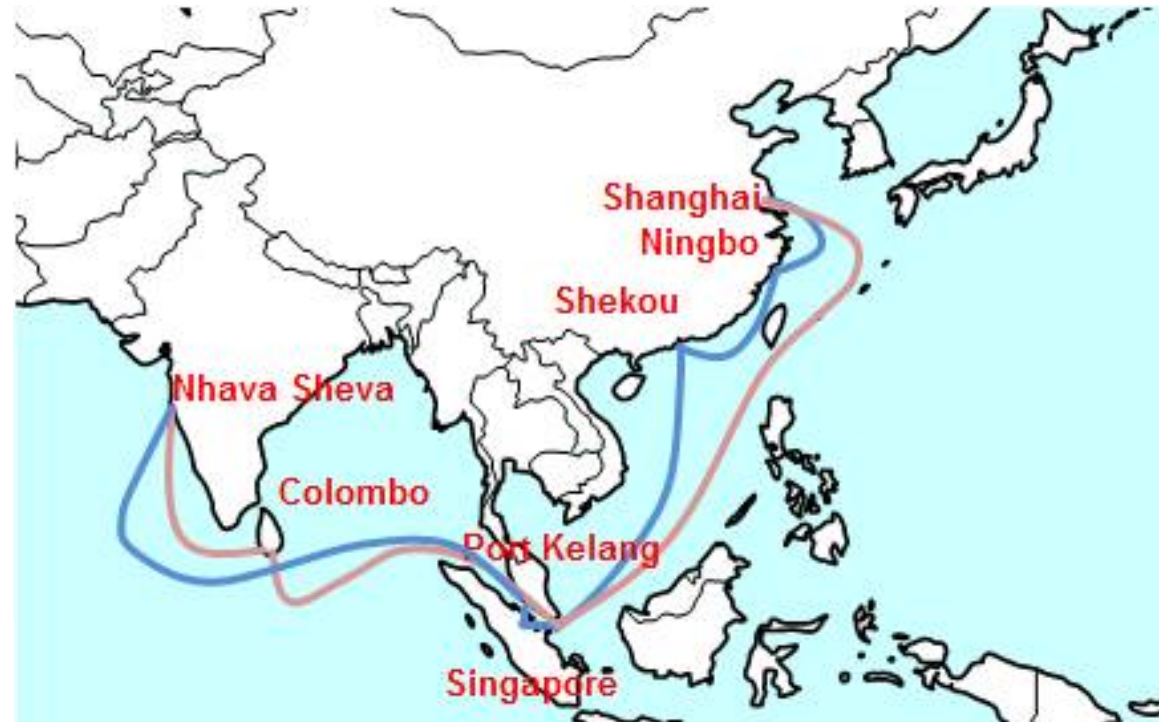 Shanghai
Ningbo
Shekou
Nhava Sheva
Colombo
Port Kelang
Singapore